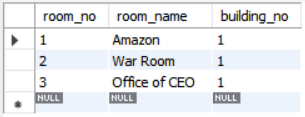 room_no room_name building_no
1 Amazon 1
2 War Room 1
3 Office of CEO 1
NULL NULL NULL